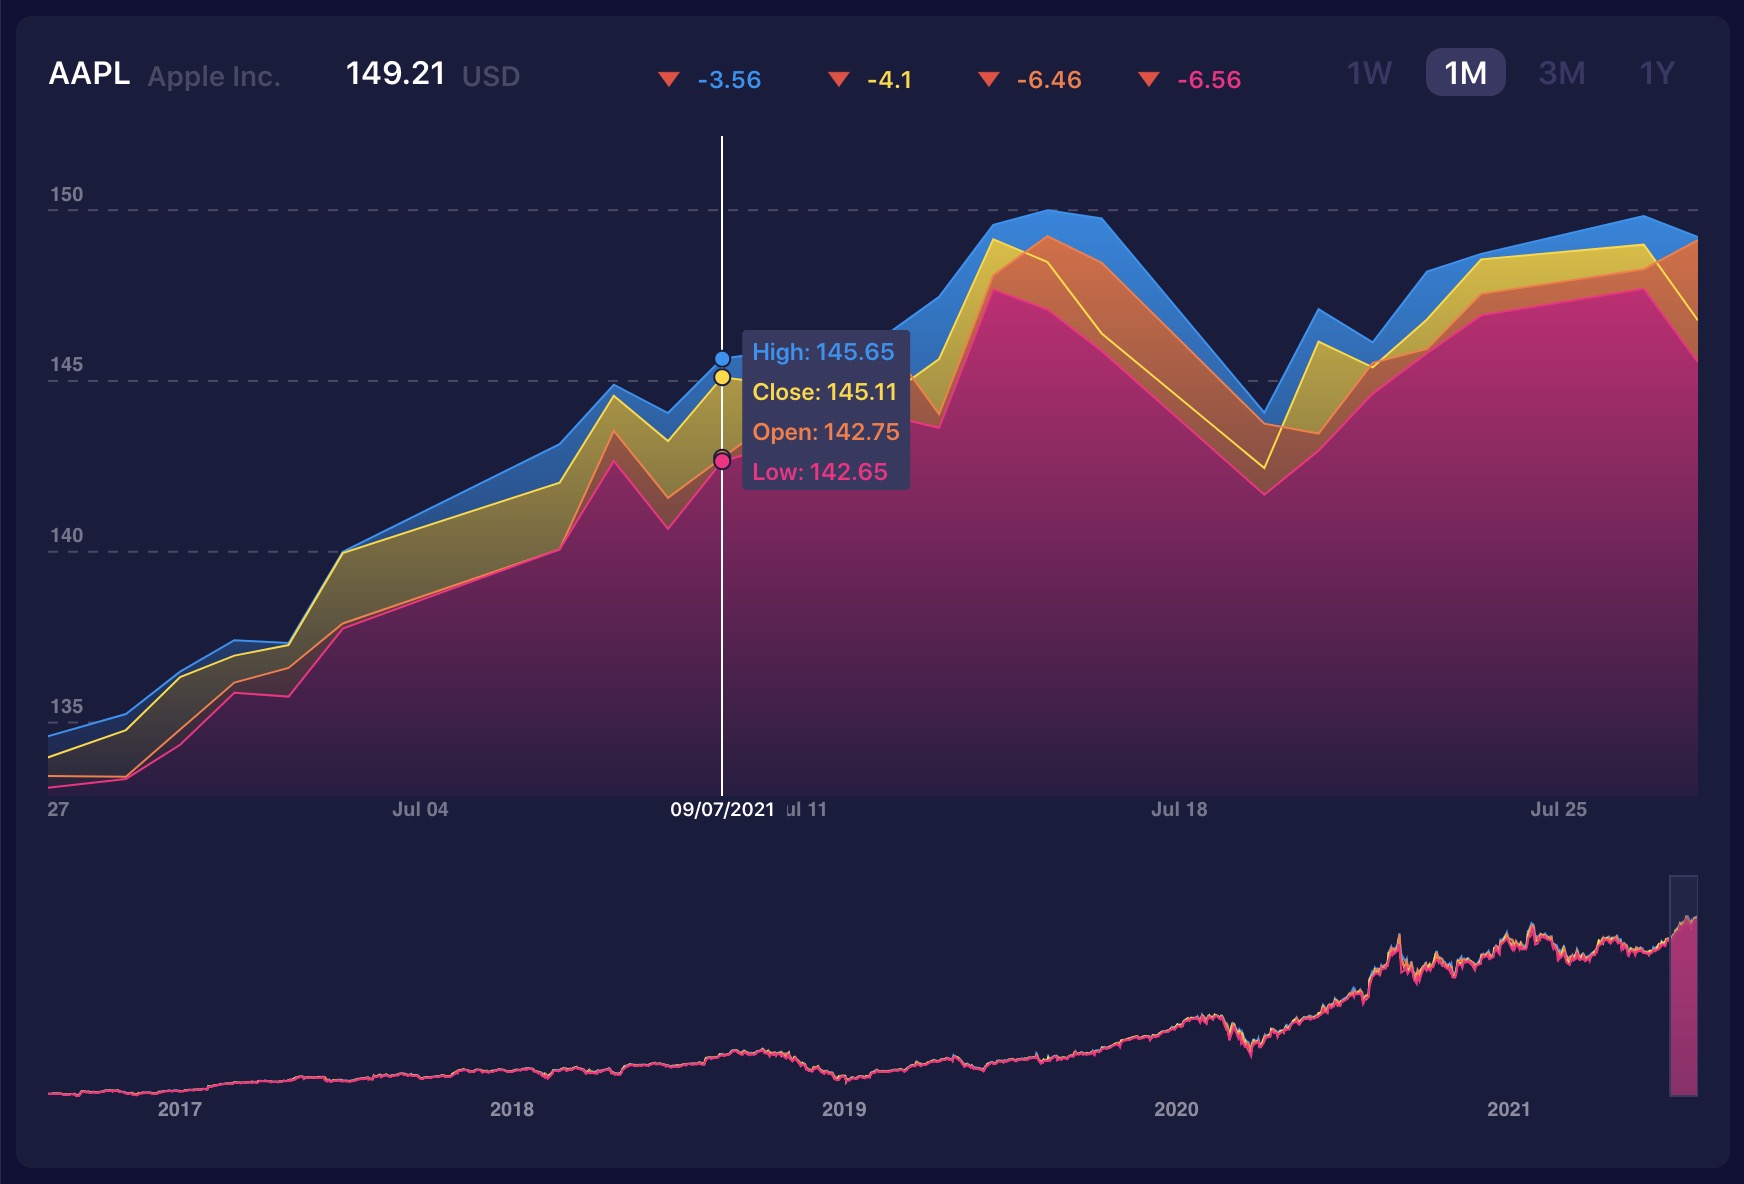 AAPL Apple Inc. 149.21 USD -3.56 -4.1 -6.46 -6.56 1W 1M 3M 1Y
150
145
140
135
High: 145.65
Close: 145.11
Open: 142.75
Low: 142.65
27 Jul 04 09/07/2021 ul 11 Jul 18 Jul 25
2017 2018 2019 2020 2021